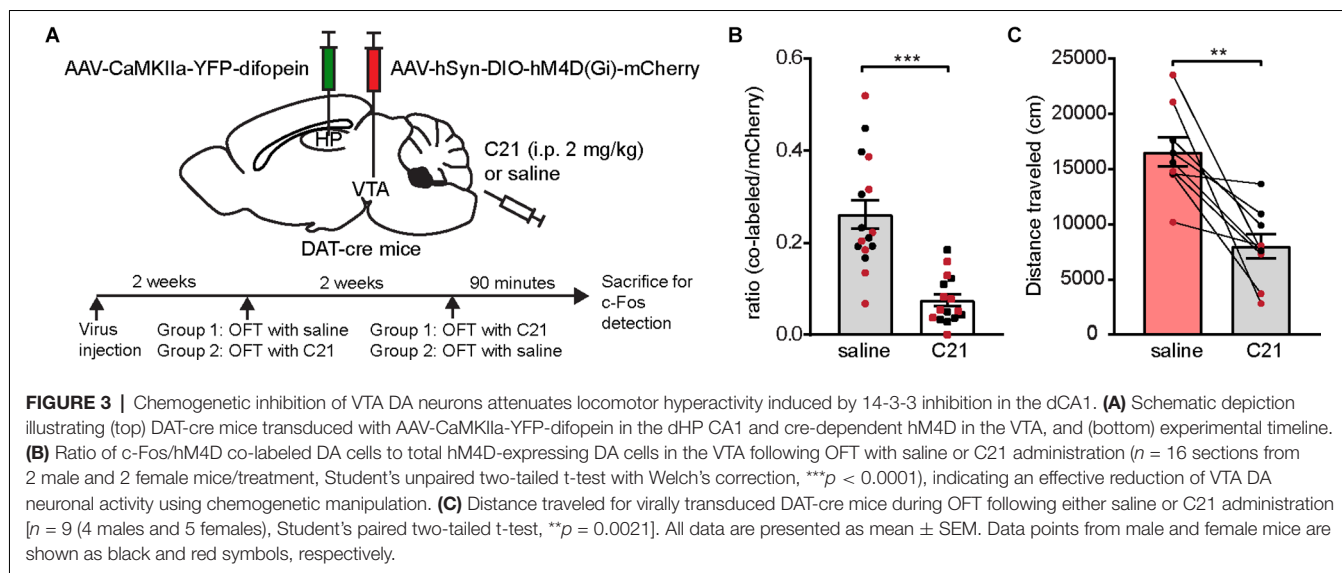 A
AAV-CaMKIIa-YFP-difopein
AAV-hSyn-DIO-hM4D(Gi)-mCherry
HP
VTA
C21 (i.p. 2 mg/kg)
or saline
DAT-cre mice
2 weeks
2 weeks
90 minutes
Sacrifice for
c-Fos
detection
Virus
injection
Group 1: OFT with saline
Group 2: OFT with C21
Group 1: OFT with C21
Group 2: OFT with saline
B
ratio (co-labeled/mCherry)
0.6
0.4
0.2
0.0
***
saline
C21
C
Distance traveled (cm)
25000
20000
15000
10000
5000
0
**
saline
C21
FIGURE 3 | Chemogenetic inhibition of VTA DA neurons attenuates locomotor hyperactivity induced by 14-3-3 inhibition in the dCA1. (A) Schematic depiction
illustrating (top) DAT-cre mice transduced with AAV-CaMKIIa-YFP-difopein in the dHP CA1 and cre-dependent hM4D in the VTA, and (bottom) experimental timeline.
(B) Ratio of c-Fos/hM4D co-labeled DA cells to total hM4D-expressing DA cells in the VTA following OFT with saline or C21 administration (n = 16 sections from
2 male and 2 female mice/treatment, Student's unpaired two-tailed t-test with Welch's correction, ***p < 0.0001), indicating an effective reduction of VTA DA
neuronal activity using chemogenetic manipulation. (C) Distance traveled for virally transduced DAT-cre mice during OFT following either saline or C21 administration
[n = 9 (4 males and 5 females), Student's paired two-tailed t-test, **p = 0.0021]. All data are presented as mean ± SEM. Data points from male and female mice are
shown as black and red symbols, respectively.